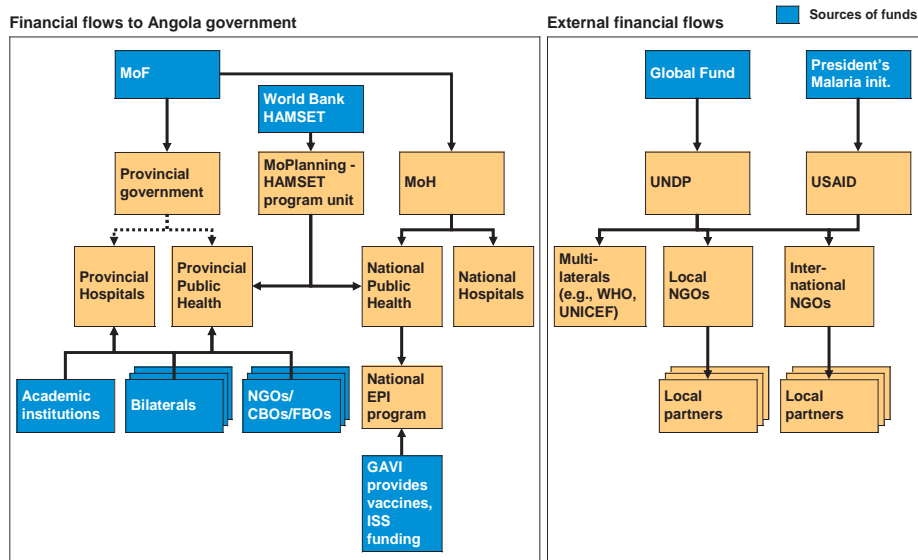 Financial flows to Angola government
External financial flows
Sources of funds
MoF
World Bank
HAMSET
Provincial
government
MoPlanning -
HAMSET
program unit
MoH
Provincial
Hospitals
Provincial
Public
Health
National
Public
Health
National
Hospitals
Academic
institutions
Bilaterals
NGOs/
CBOs/FBOs
National
EPI
program
GAVI
provides
vaccines,
ISS
funding
Global Fund
President's
Malaria init.
UNDP
USAID
Multi-
laterals
(e.g., WHO,
UNICEF)
Local
NGOs
Inter-
national
NGOs
Local
partners
Local
partners